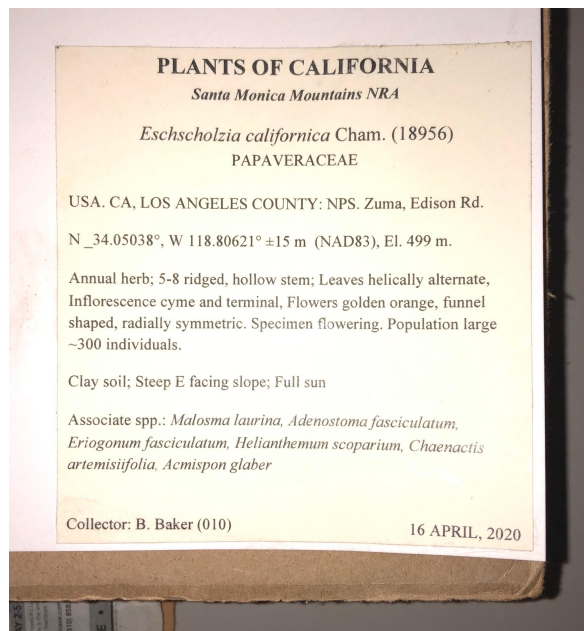 PLANTS OF CALIFORNIA
Santa Monica Mountains NRA
Eschscholzia californica Cham. (18956)
PAPAVERACEAE
USA. CA, LOS ANGELES COUNTY: NPS. Zuma, Edison Rd.
N _34.05038°, W 118.80621° ±15 m (NAD83), El. 499 m.
Annual herb; 5-8 ridged, hollow stem; Leaves helically alternate,
Inflorescence cyme and terminal, Flowers golden orange, funnel
shaped, radially symmetric. Specimen flowering. Population large
~300 individuals.
Clay soil; Steep E facing slope; Full sun
Associate spp.: Malosma laurina, Adenostoma fasciculatum,
Eriogonum fasciculatum, Helianthemum scoparium, Chaenactis
artemisiifolia, Acmispon glaber
Collector: B. Baker (010)
16 APRIL, 2020